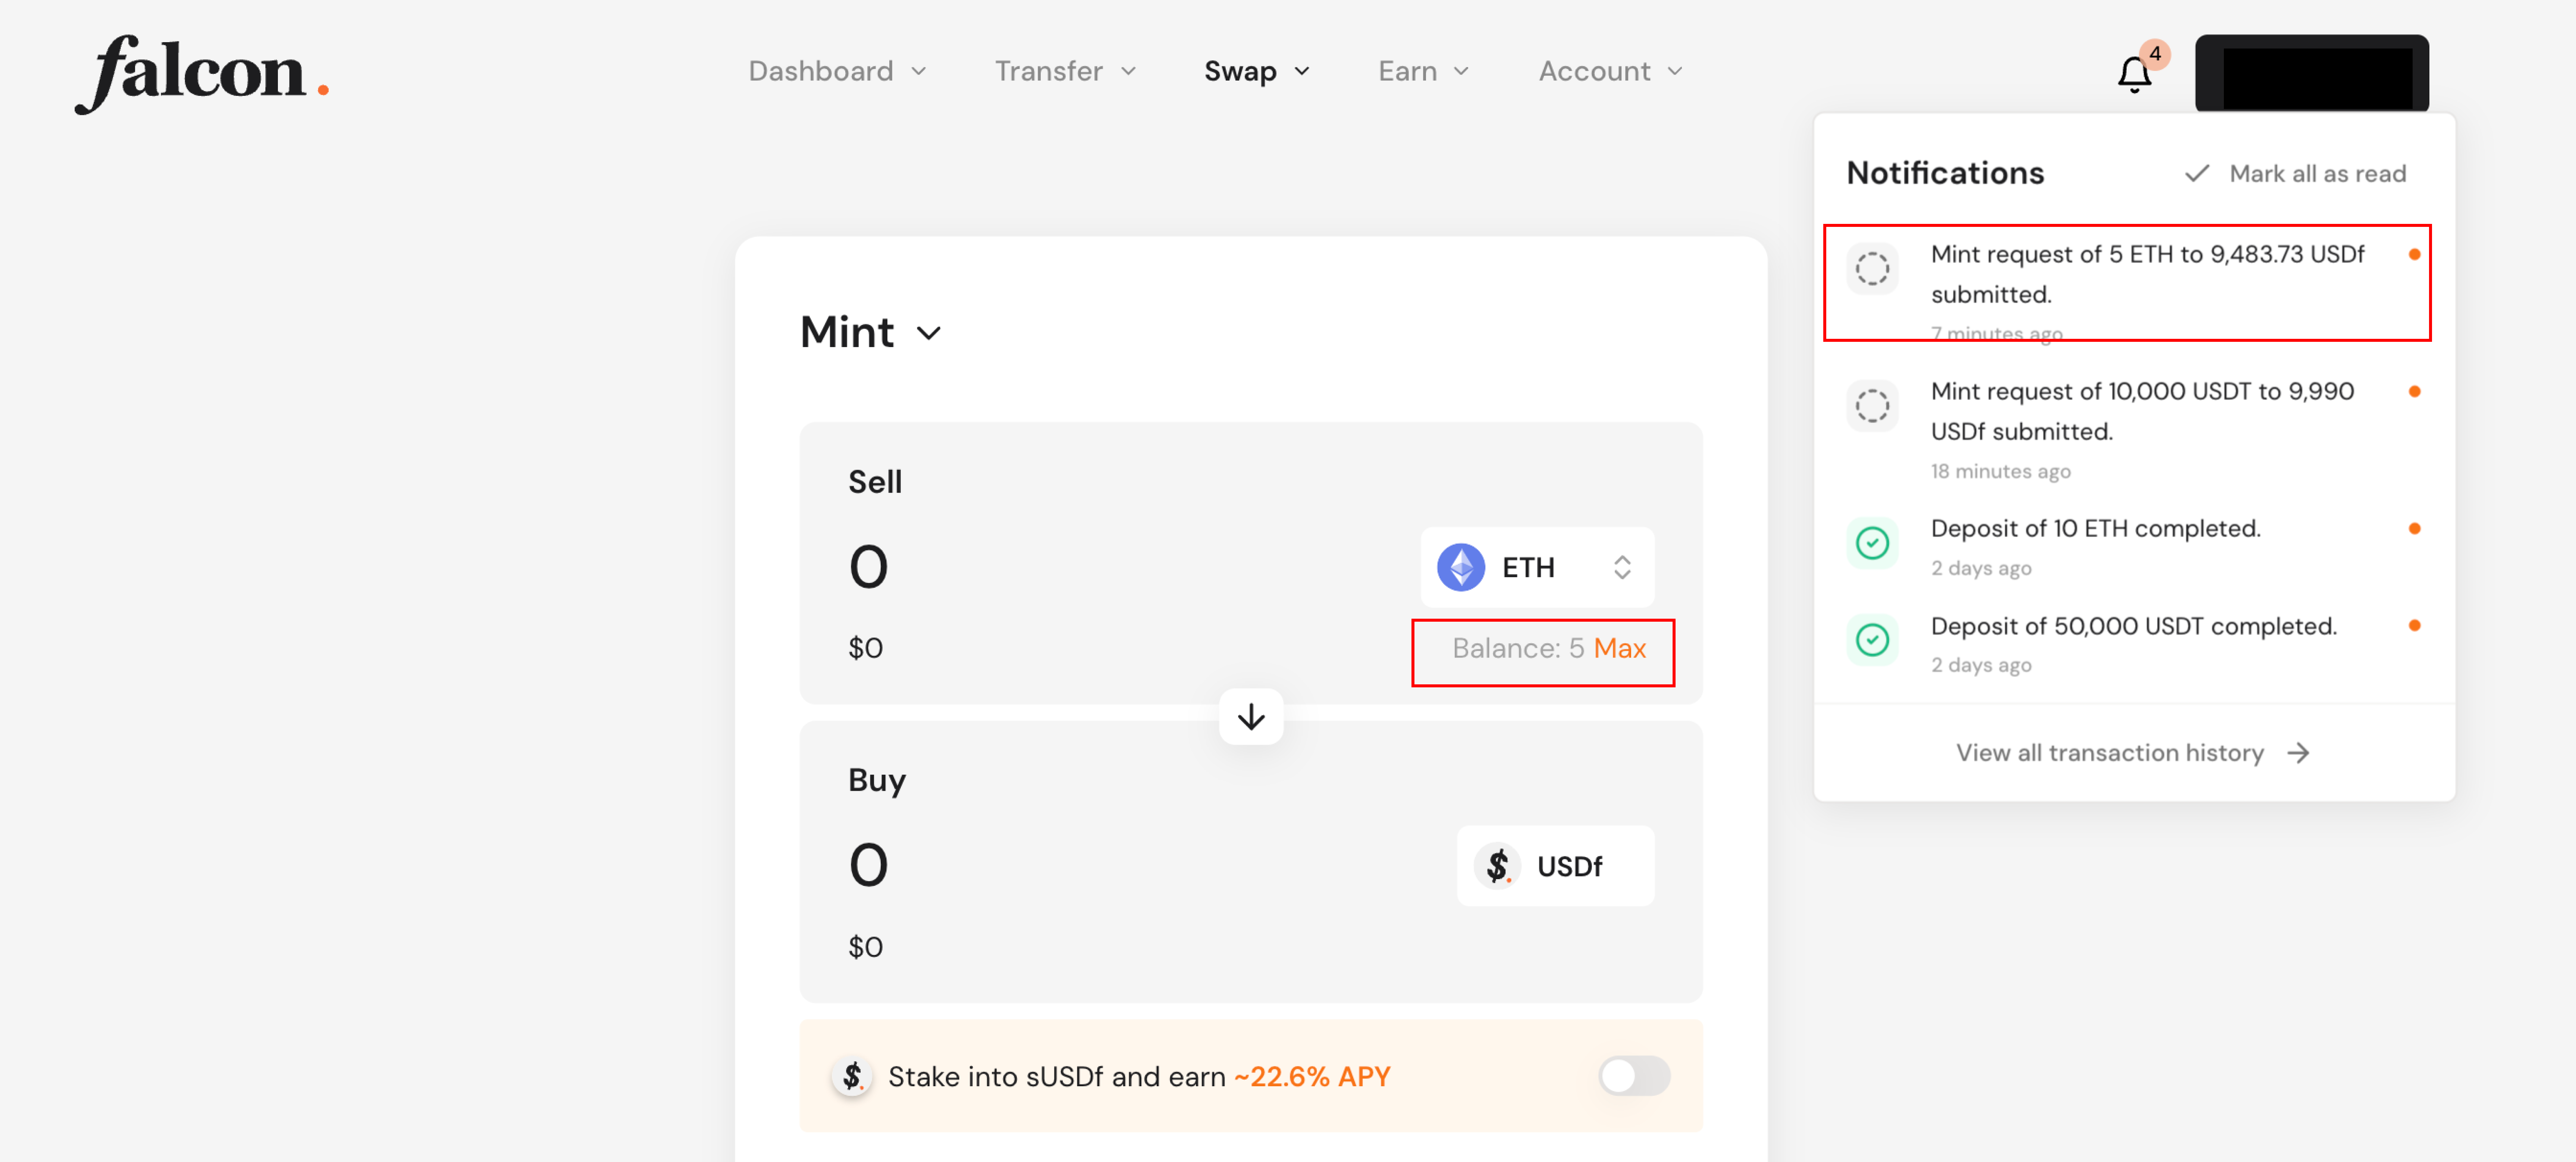 falcon.
Dashboard Transfer Swap Earn Account
4
Notifications Mark all as read
Mint request of 5 ETH to 9,483.73 USDf
submitted.
7 minutes ago
Mint request of 10,000 USDT to 9,990
USDf submitted.
18 minutes ago
Deposit of 10 ETH completed.
2 days ago
Deposit of 50,000 USDT completed.
2 days ago
View all transaction history
Mint
Sell
0 ETH
$0 Balance: 5 Max
Buy
0 USDf
$0
Stake into sUSDf and earn ~22.6% APY